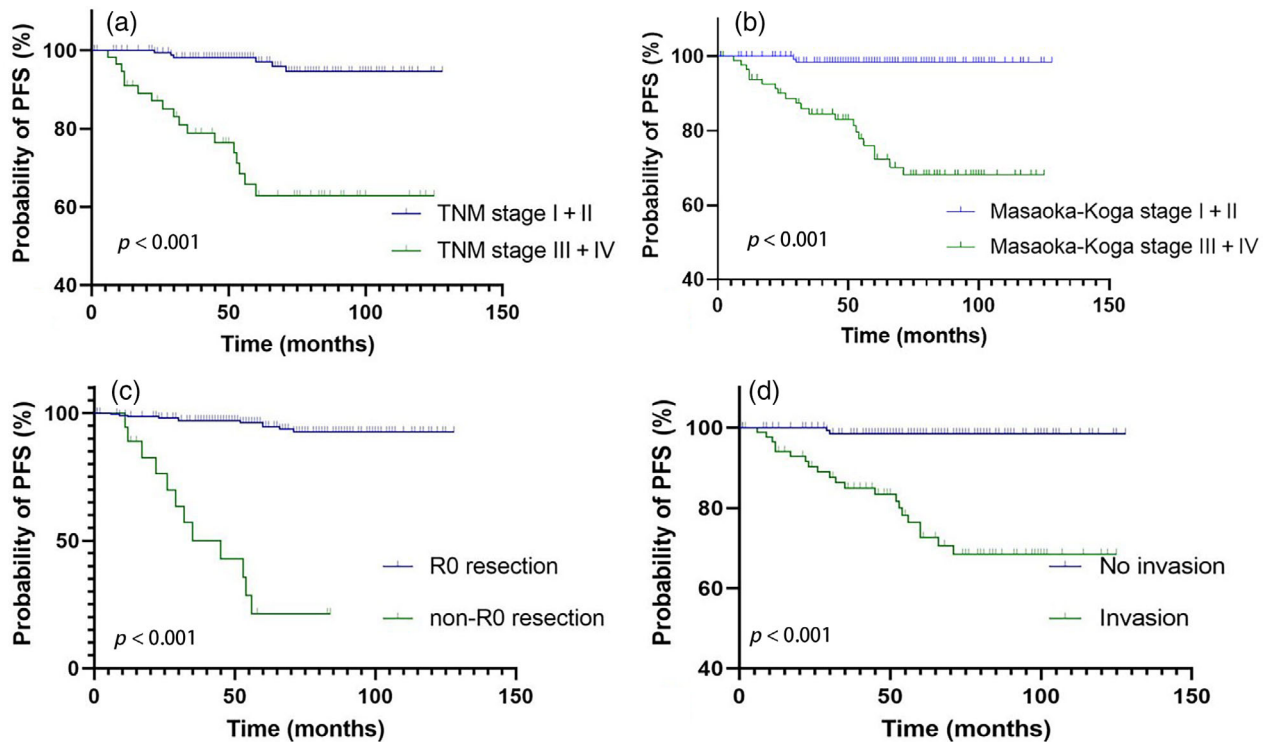 (a)
Probability of PFS (%)
100
80
60
40
TNM stage I + II
TNM stage III + IV
p < 0.001
0 50 100 150
Time (months)
(b)
Probability of PFS (%)
100
80
60
40
Masaoka-Koga stage I + II
Masaoka-Koga stage III + IV
p < 0.001
0 50 100 150
Time (months)
(c)
Probability of PFS (%)
100
50
0
R0 resection
non-R0 resection
p < 0.001
0 50 100 150
Time (months)
(d)
Probability of PFS (%)
100
80
60
40
No invasion
Invasion
p < 0.001
0 50 100 150
Time (months)